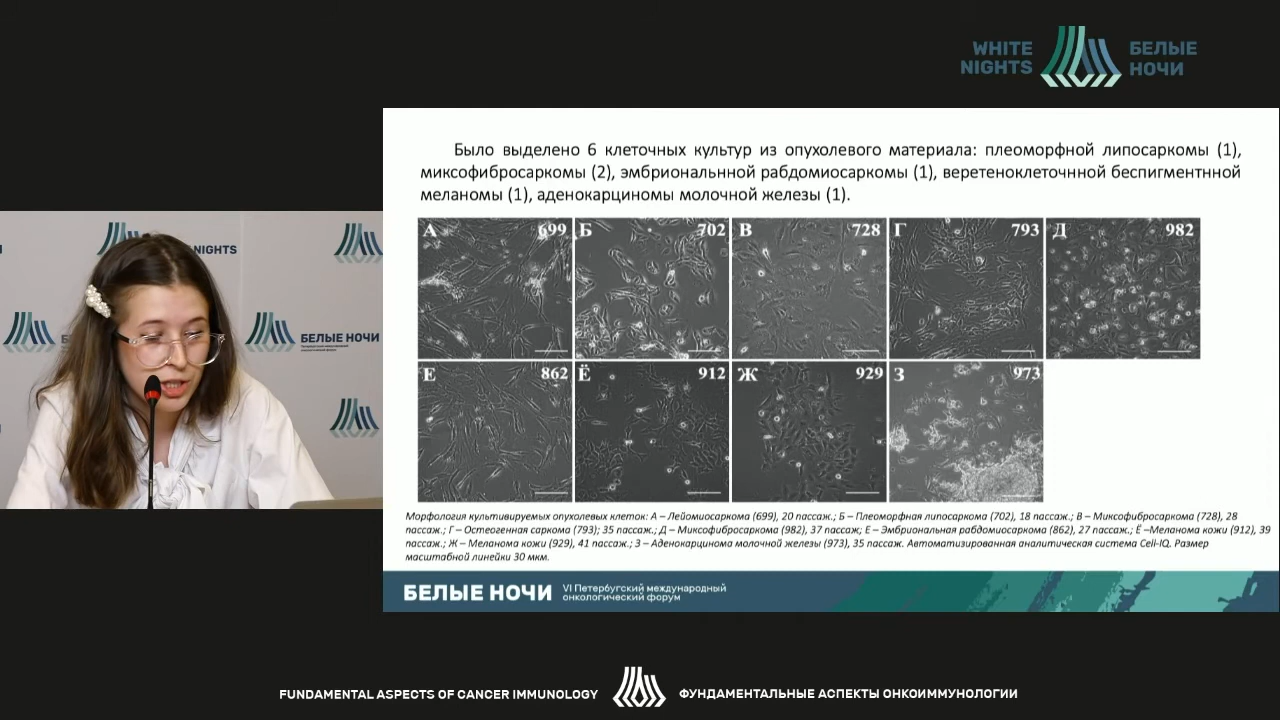 WHITE
NIGHTS
БЕЛЫЕ
НОЧИ
Было выделено 6 клеточных культур из опухолевого материала: плеоморфной липосаркомы (1),
миксофибросаркомы (2), эмбриональнной рабдомиосаркомы (1), веретеноклеточнной беспигментнной
меланомы (1), аденокарциномы молочной железы (1).
А 699
Б 702
В 728
Г 793
Д 982
Е 862
Ё 912
Ж 929
З 973
Морфология культивируемых опухолевых клеток: А – Лейомиосаркома (699), 20 пассаж.; Б – Плеоморфная липосаркома (702), 18 пассаж.; В – Миксофибросаркома (728), 28
пассаж.; Г – Остеогенная саркома (793); 35 пассаж.; Д – Миксофибросаркома (982), 37 пассаж; Е – Эмбриональная рабдомиосаркома (862), 27 пассаж.; Ё –Меланома кожи (912), 39
пассаж.; Ж – Меланома кожи (929), 41 пассаж.; З – Аденокарцинома молочной железы (973), 35 пассаж. Автоматизированная аналитическая система Cell-IQ. Размер
масштабной линейки 30 мкм.
БЕЛЫЕ НОЧИ
VI Петербугский международный
онкологический форум
NIGHTS
БЕЛЫЕ НОЧИ
FUNDAMENTAL ASPECTS OF CANCER IMMUNOLOGY
ФУНДАМЕНТАЛЬНЫЕ АСПЕКТЫ ОНКОИММУНОЛОГИИ